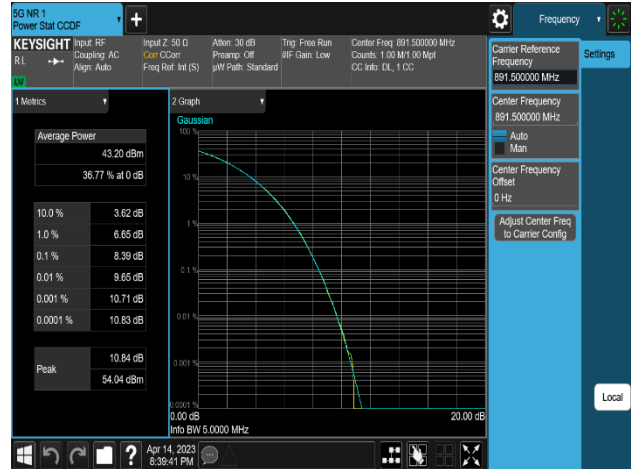 5G NR 1
Power Stat CCDF
Frequency
KEYSIGHT
R L
Input: RF
Coupling: AC
Align: Auto
Input Z: 50 Ω
Corr CCorr
Freq Ref: Int (S)
Atten: 30 dB
Preamp: Off
µW Path: Standard
Trig: Free Run
#IF Gain: Low
Center Freq: 891.500000 MHz
Counts: 1.00 M/1.00 Mpt
CC Info: DL, 1 CC
1 Metrics
Average Power
43.20 dBm
36.77 % at 0 dB
10.0 % 3.62 dB
1.0 % 6.65 dB
0.1 % 8.39 dB
0.01 % 9.65 dB
0.001 % 10.71 dB
0.0001 % 10.83 dB
Peak
10.84 dB
54.04 dBm
2 Graph
Gaussian
100 %
10 %
1 %
0.1 %
0.01 %
0.001 %
0.0001 %
0.00 dB
20.00 dB
Info BW 5.0000 MHz
Carrier Reference
Frequency
891.500000 MHz
Center Frequency
891.500000 MHz
Auto
Man
Center Frequency
Offset
0 Hz
Adjust Center Freq
to Carrier Config
Settings
Local
?
Apr 14, 2023
8:39:41 PM